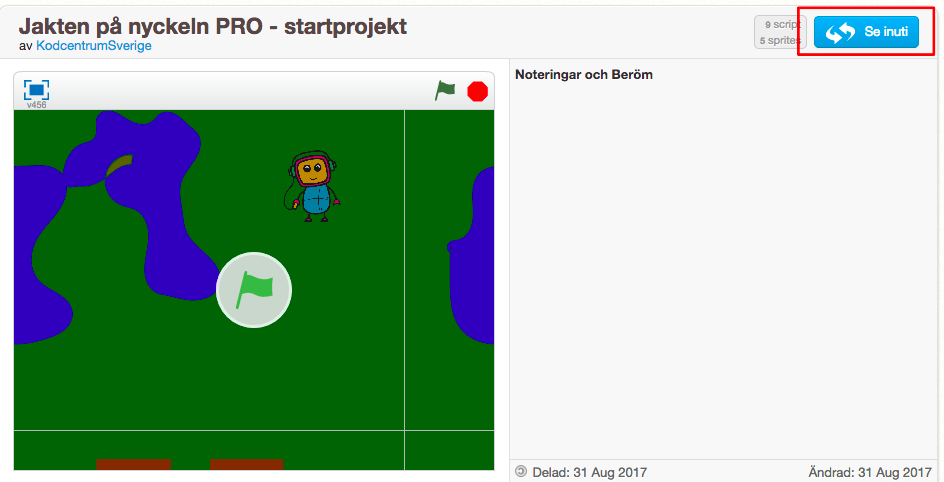 Jakten på nyckeln PRO - startprojekt
av KodcentrumSverige
9 script
5 sprites
Se inuti
v456
Noteringar och Beröm
Delad: 31 Aug 2017
Ändrad: 31 Aug 2017